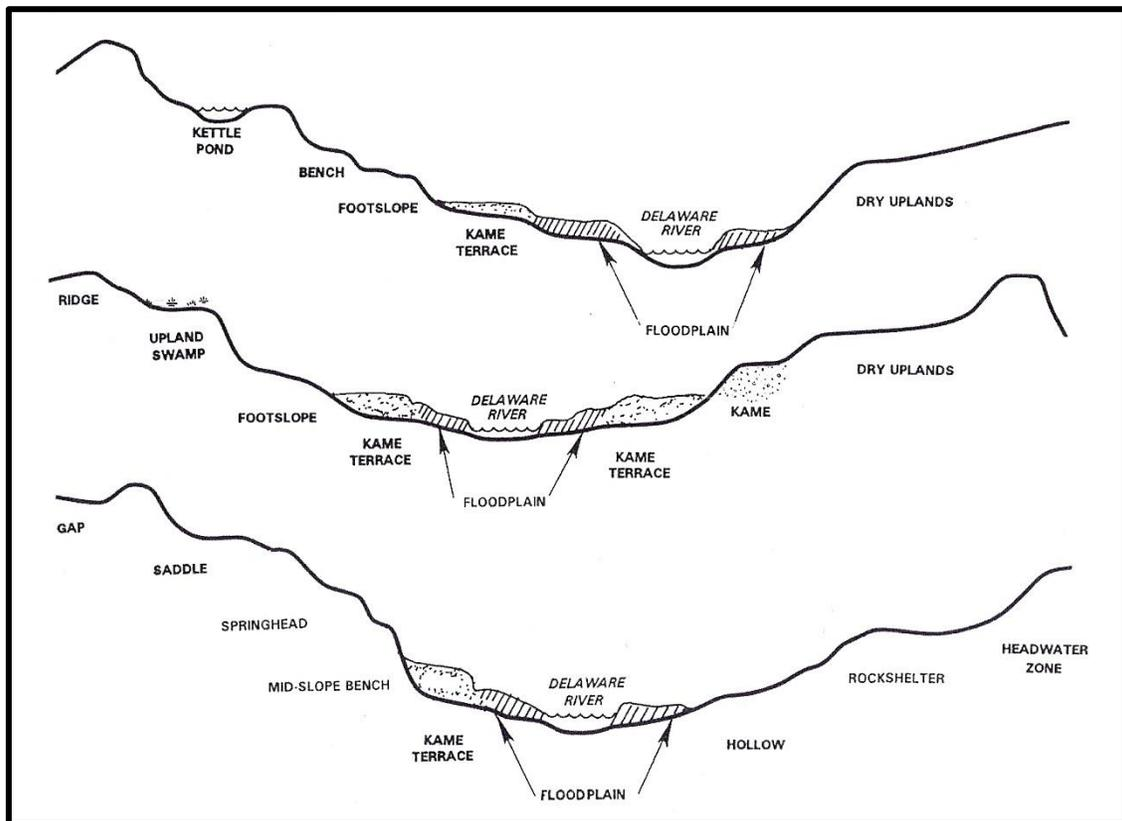 KETTLE
POND
BENCH
FOOTSLOPE
KAME
TERRACE
DELAWARE
RIVER
DRY UPLANDS
FLOODPLAIN
RIDGE
UPLAND
SWAMP
FOOTSLOPE
KAME
TERRACE
DELAWARE
RIVER
KAME
TERRACE
KAME
DRY UPLANDS
FLOODPLAIN
GAP
SADDLE
SPRINGHEAD
MID-SLOPE BENCH
KAME
TERRACE
DELAWARE
RIVER
HOLLOW
ROCKSHELTER
HEADWATER
ZONE
FLOODPLAIN